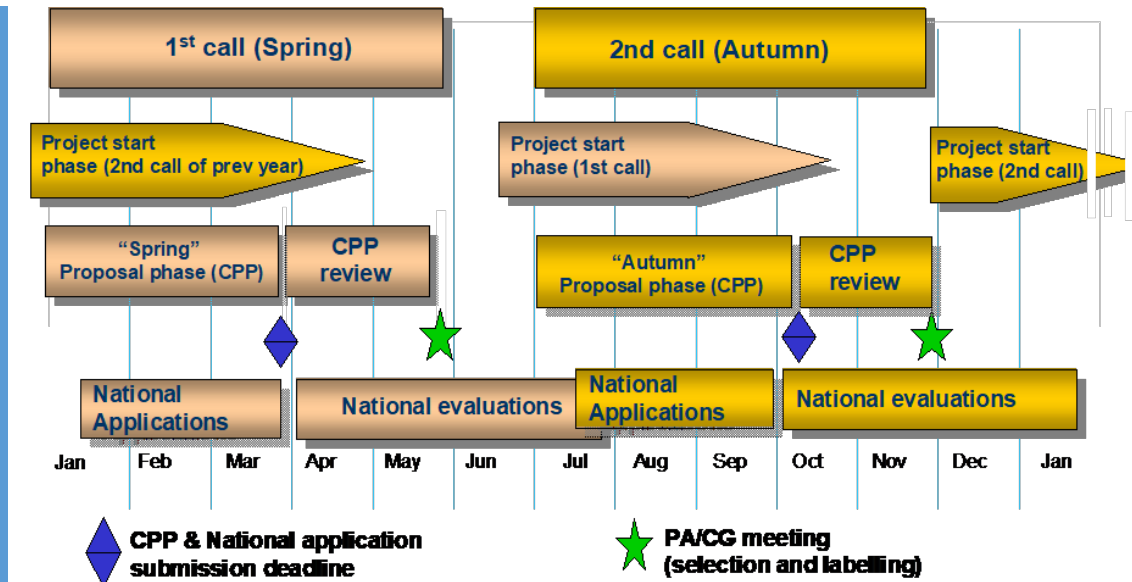 1st call (Spring)
2nd call (Autumn)
Project start
phase (2nd call of prev year)
Project start
phase (1st call)
Project start
phase (2nd call)
“Spring”
Proposal phase (CPP)
CPP
review
“Autumn”
Proposal phase (CPP)
CPP
review
National
Applications
National evaluations
National
Applications
National evaluations
Jan Feb Mar Apr May Jun Jul Aug Sep Oct Nov Dec Jan
CPP & National application
submission deadline
PA/CG meeting
(selection and labelling)